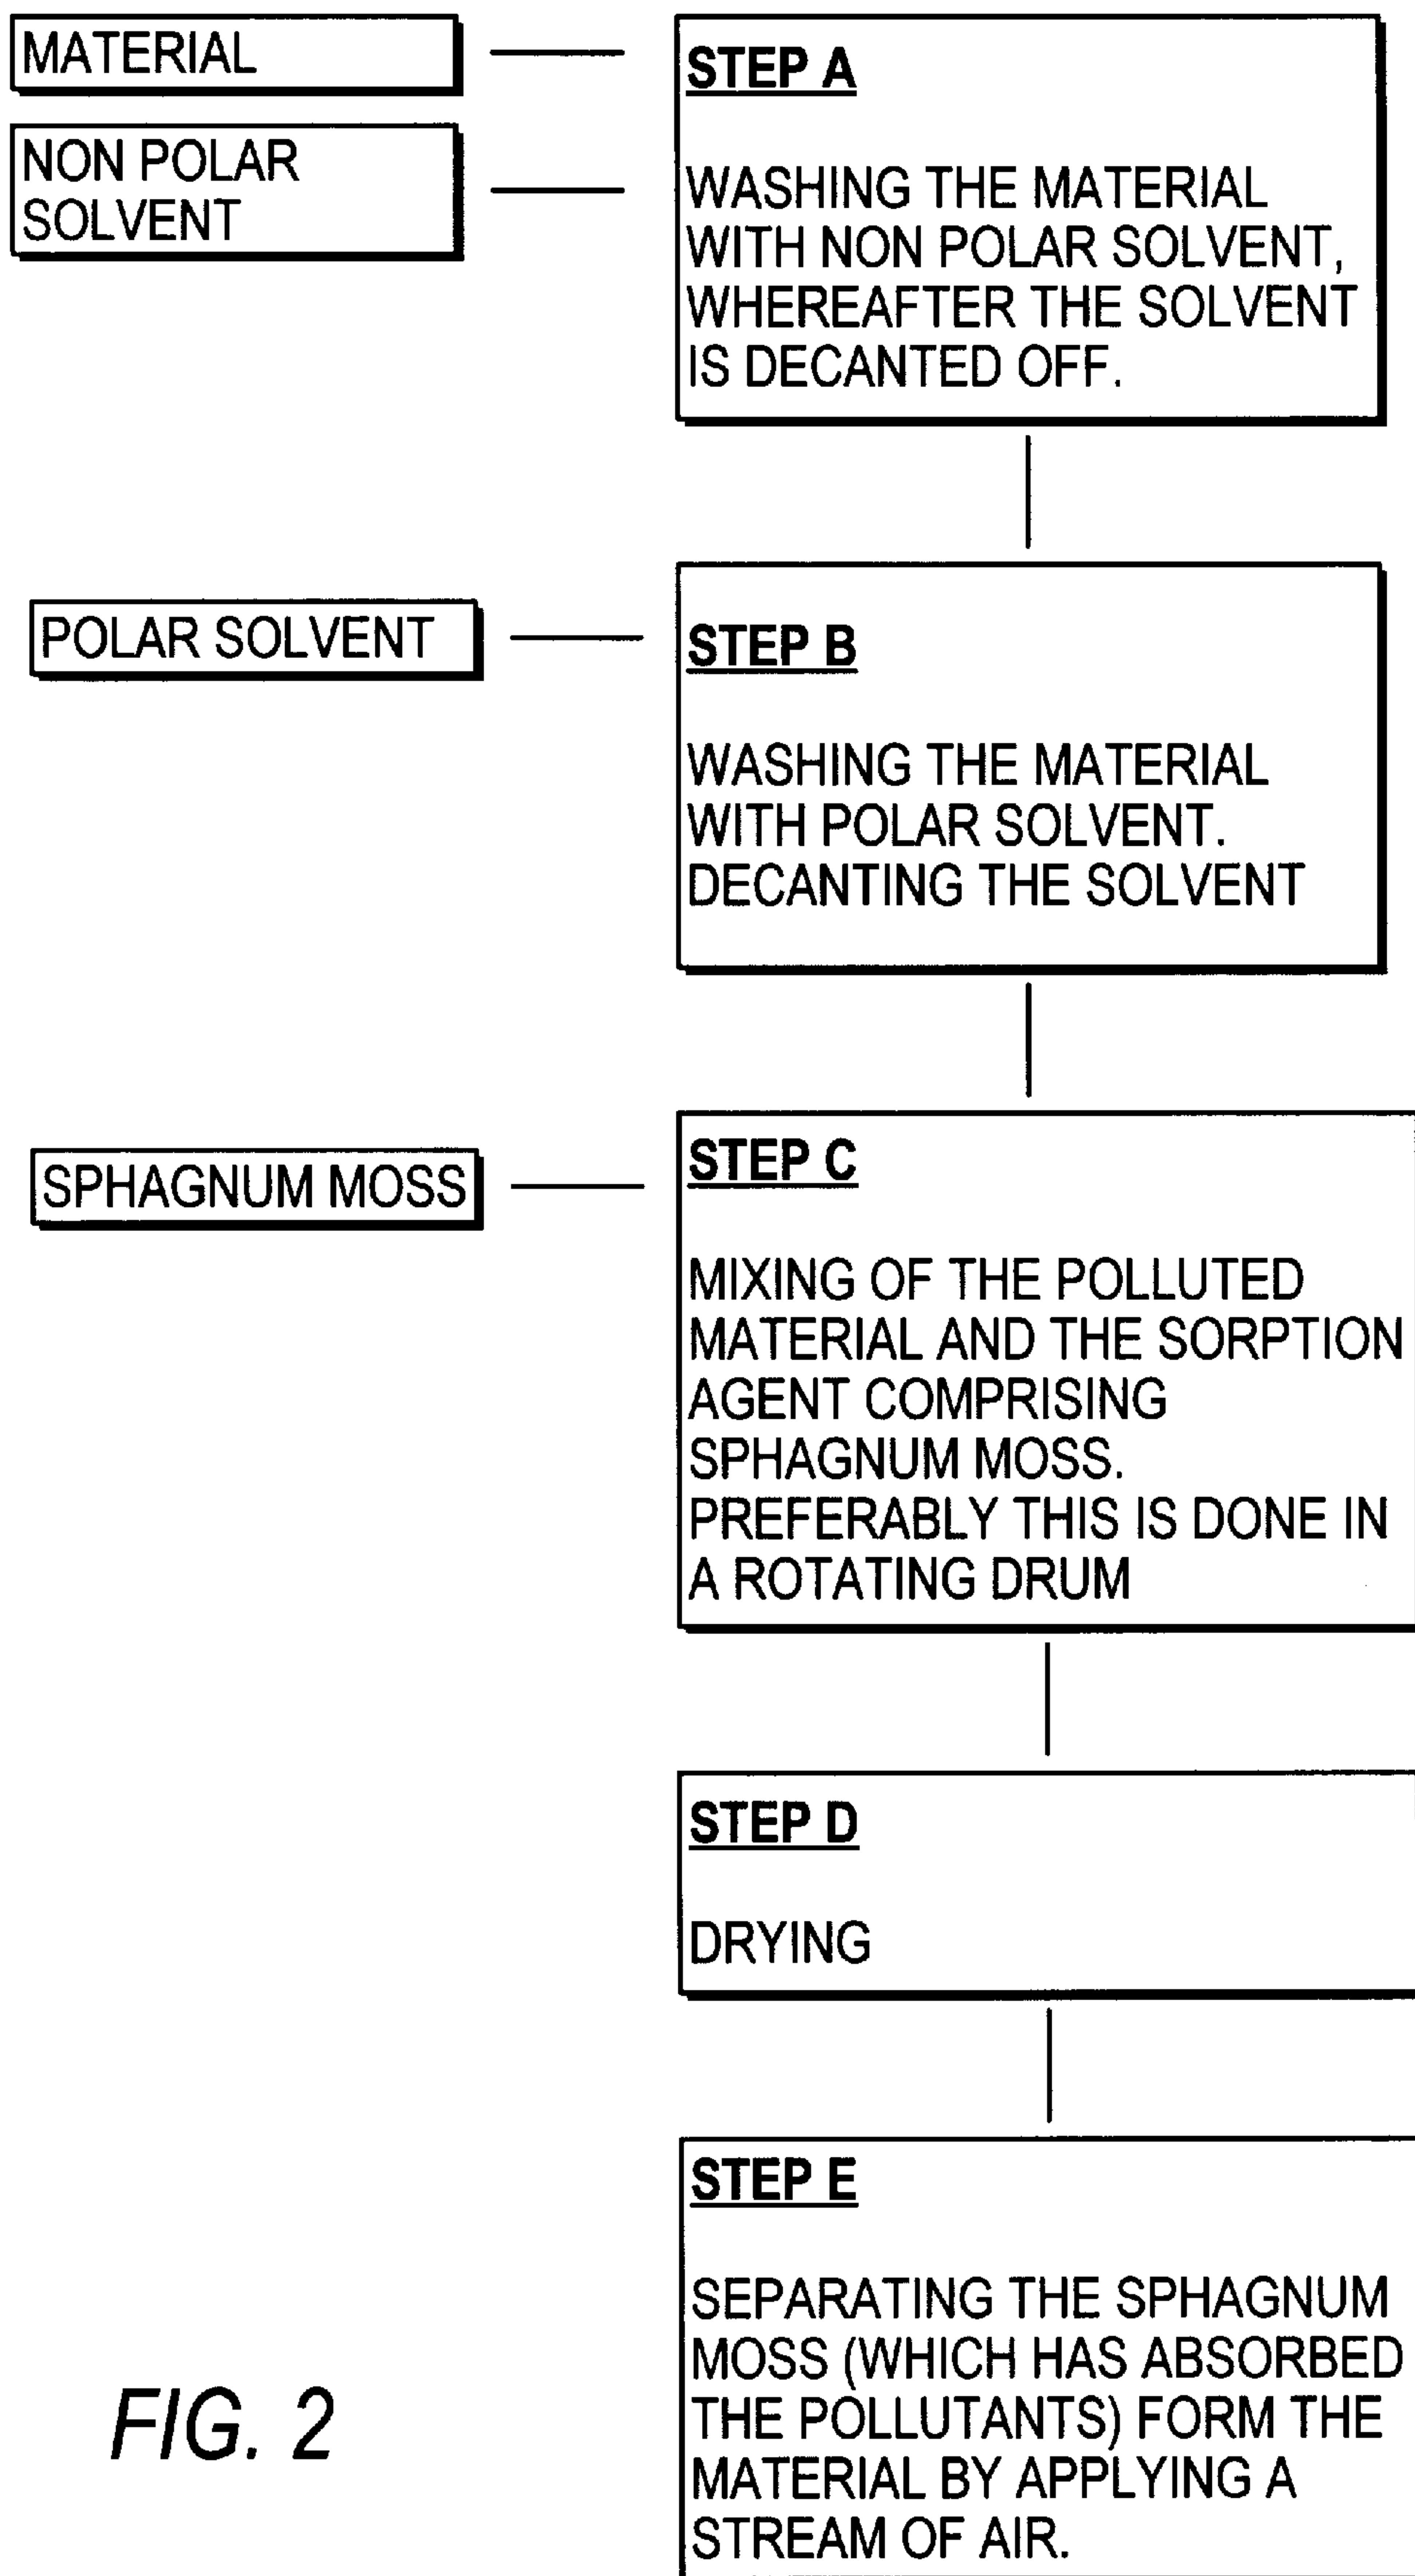 MATERIAL
NON POLAR
SOLVENT
STEP A
WASHING THE MATERIAL
WITH NON POLAR SOLVENT,
WHEREAFTER THE SOLVENT
IS DECANTED OFF.
POLAR SOLVENT
STEP B
WASHING THE MATERIAL
WITH POLAR SOLVENT.
DECANTING THE SOLVENT
SPHAGNUM MOSS
STEP C
MIXING OF THE POLLUTED
MATERIAL AND THE SORPTION
AGENT COMPRISING
SPHAGNUM MOSS.
PREFERABLY THIS IS DONE IN
A ROTATING DRUM
STEP D
DRYING
STEP E
SEPARATING THE SPHAGNUM
MOSS (WHICH HAS ABSORBED
THE POLLUTANTS) FORM THE
MATERIAL BY APPLYING A
STREAM OF AIR.
FIG. 2